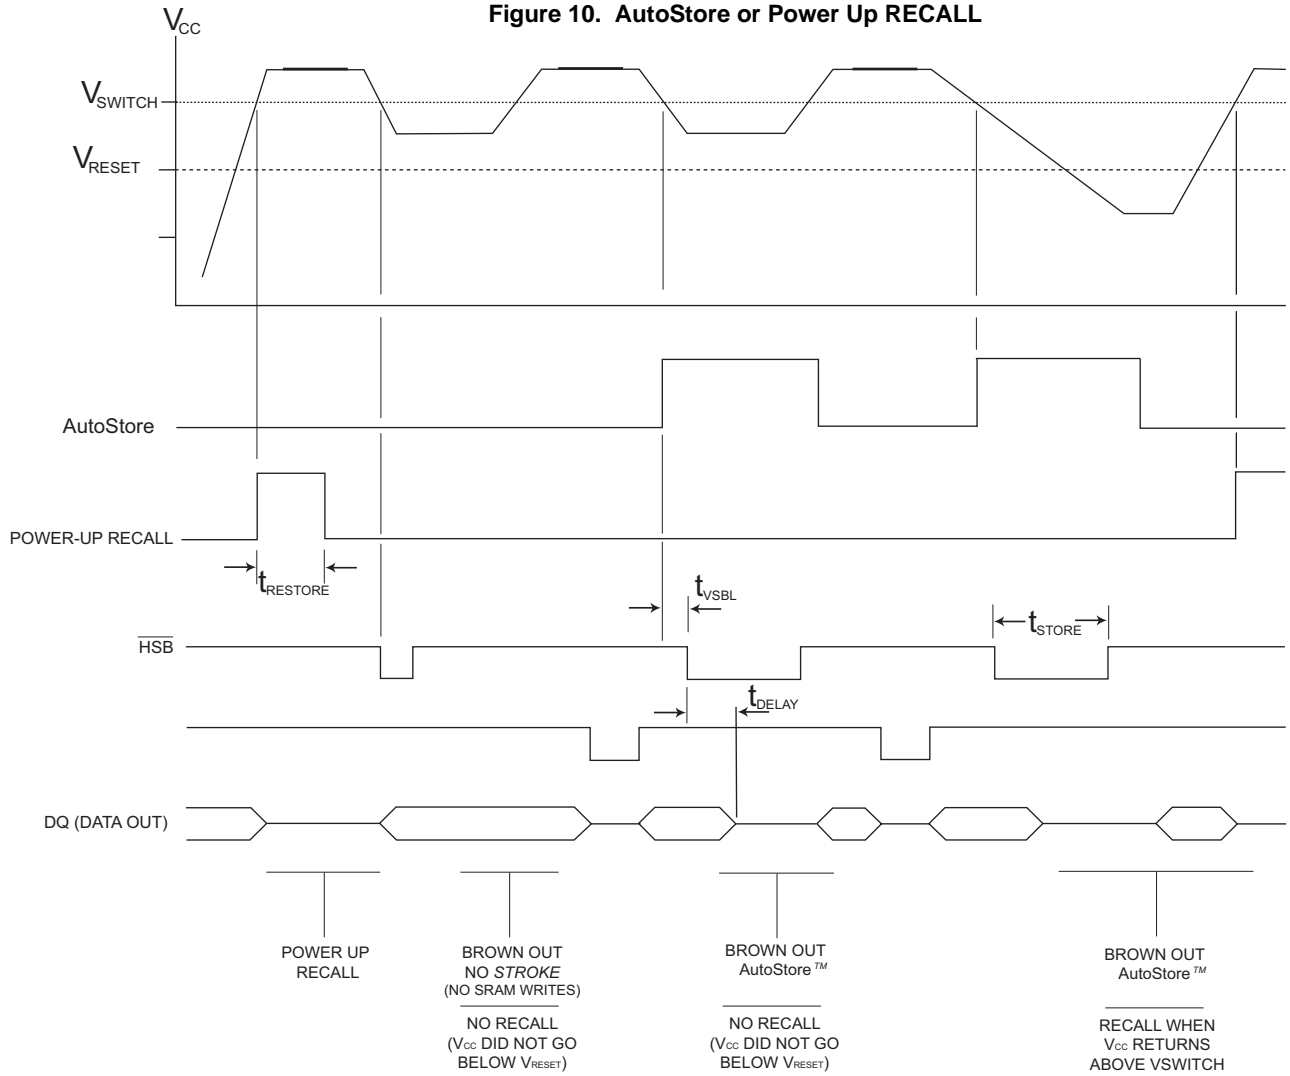 Figure 10. AutoStore or Power Up RECALL
VCC
VSWITCH
VRESET
AutoStore
POWER-UP RECALL
tRESTORE
tVSBL
HSB
tSTORE
tDELAY
DQ (DATA OUT)
POWER UP
RECALL
BROWN OUT
NO STROKE
(NO SRAM WRITES)
NO RECALL
(VCC DID NOT GO
BELOW VRESET)
BROWN OUT
AutoStore™
NO RECALL
(VCC DID NOT GO
BELOW VRESET)
BROWN OUT
AutoStore™
RECALL WHEN
VCC RETURNS
ABOVE VSWITCH